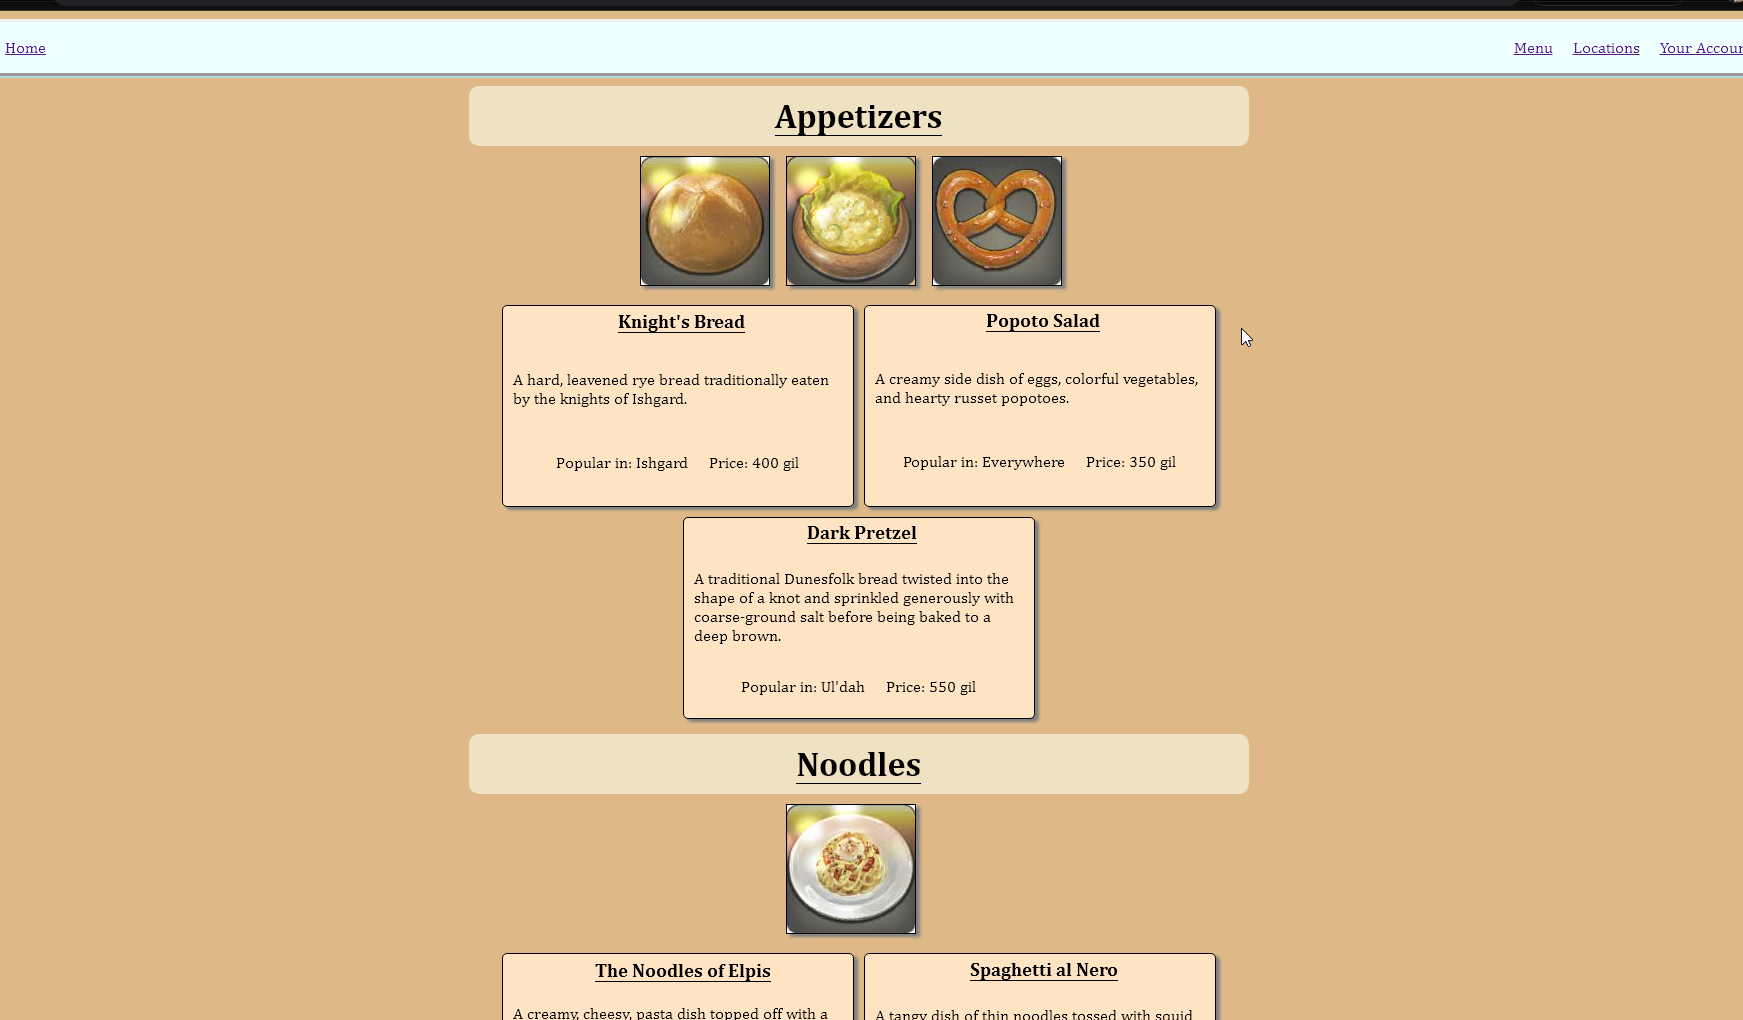 Home
Menu Locations Your Accoun
Appetizers
Knight's Bread
A hard, leavened rye bread traditionally eaten
by the knights of Ishgard.
Popular in: Ishgard Price: 400 gil
Popoto Salad
A creamy side dish of eggs, colorful vegetables,
and hearty russet popotoes.
Popular in: Everywhere Price: 350 gil
Dark Pretzel
A traditional Dunesfolk bread twisted into the
shape of a knot and sprinkled generously with
coarse-ground salt before being baked to a
deep brown.
Popular in: Ul'dah Price: 550 gil
Noodles
The Noodles of Elpis
A creamy, cheesy, pasta dish topped off with a
Spaghetti al Nero
A tangy dish of thin noodles tossed with squid